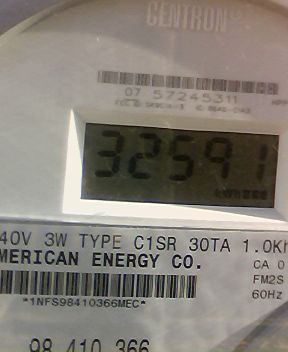 CENTRON®
07 57245311
32591
kWh
40V 3W TYPE C1SR 30TA 1.0Kh
MERICAN ENERGY CO.
CA 0
FM2S
60Hz
*1NFS98410366MEC*
98 410 366